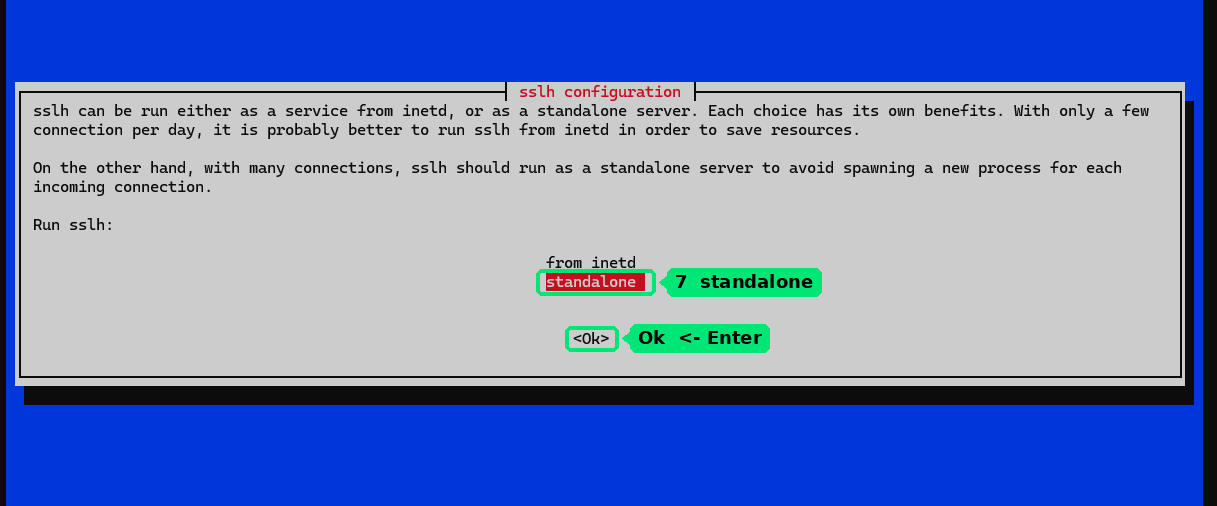 sslh configuration
sslh can be run either as a service from inetd, or as a standalone server. Each choice has its own benefits. With only a few
connection per day, it is probably better to run sslh from inetd in order to save resources.
On the other hand, with many connections, sslh should run as a standalone server to avoid spawning a new process for each
incoming connection.
Run sslh:
from inetd
standalone 7 standalone
<Ok> Ok <- Enter